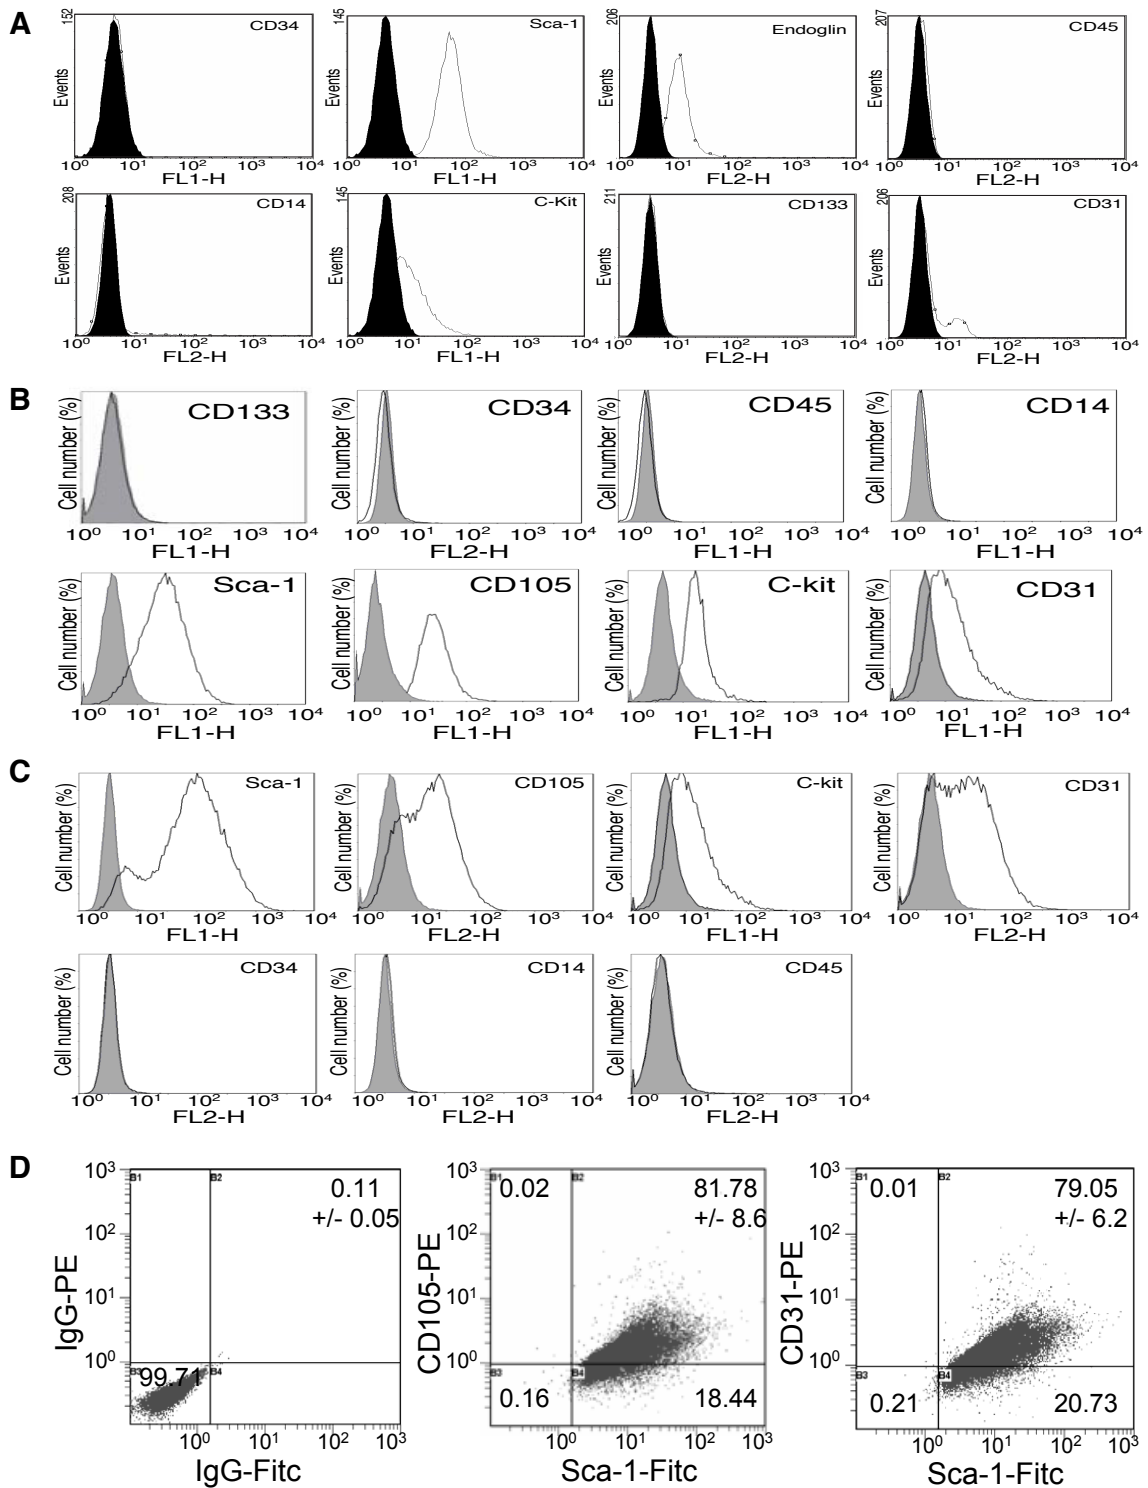 A
152 CD34
Events
10⁰ 10¹ 10² 10³ 10⁴
FL1-H
145 Sca-1
Events
10⁰ 10¹ 10² 10³ 10⁴
FL1-H
206 Endoglin
Events
10⁰ 10¹ 10² 10³ 10⁴
FL2-H
207 CD45
Events
10⁰ 10¹ 10² 10³ 10⁴
FL2-H
208 CD14
Events
10⁰ 10¹ 10² 10³ 10⁴
FL2-H
145 C-Kit
Events
10⁰ 10¹ 10² 10³ 10⁴
FL1-H
211 CD133
Events
10⁰ 10¹ 10² 10³ 10⁴
FL2-H
206 CD31
Events
10⁰ 10¹ 10² 10³ 10⁴
FL2-H
B
CD133
Cell number (%)
10⁰ 10¹ 10² 10³ 10⁴
FL1-H
CD34
Cell number (%)
10⁰ 10¹ 10² 10³ 10⁴
FL2-H
CD45
Cell number (%)
10⁰ 10¹ 10² 10³ 10⁴
FL1-H
CD14
Cell number (%)
10⁰ 10¹ 10² 10³ 10⁴
FL1-H
Sca-1
Cell number (%)
10⁰ 10¹ 10² 10³ 10⁴
FL1-H
CD105
Cell number (%)
10⁰ 10¹ 10² 10³ 10⁴
FL1-H
C-kit
Cell number (%)
10⁰ 10¹ 10² 10³ 10⁴
FL1-H
CD31
Cell number (%)
10⁰ 10¹ 10² 10³ 10⁴
FL1-H
C
Sca-1
Cell number (%)
10⁰ 10¹ 10² 10³ 10⁴
FL1-H
CD105
Cell number (%)
10⁰ 10¹ 10² 10³ 10⁴
FL2-H
C-kit
Cell number (%)
10⁰ 10¹ 10² 10³ 10⁴
FL1-H
CD31
Cell number (%)
10⁰ 10¹ 10² 10³ 10⁴
FL2-H
CD34
Cell number (%)
10⁰ 10¹ 10² 10³ 10⁴
FL2-H
CD14
Cell number (%)
10⁰ 10¹ 10² 10³ 10⁴
FL2-H
CD45
Cell number (%)
10⁰ 10¹ 10² 10³ 10⁴
FL2-H
D
IgG-PE
10³
10²
10¹
10⁰
B1 B2
0.11
+/- 0.05
B3 B4
99.71
10⁰ 10¹ 10² 10³
IgG-Fitc
CD105-PE
10³
10²
10¹
10⁰
B1 B2
0.02 81.78
+/- 8.6
B3 B4
0.16 18.44
10⁰ 10¹ 10² 10³
Sca-1-Fitc
CD31-PE
10³
10²
10¹
10⁰
B1 B2
0.01 79.05
+/- 6.2
B3 B4
0.21 20.73
10⁰ 10¹ 10² 10³
Sca-1-Fitc